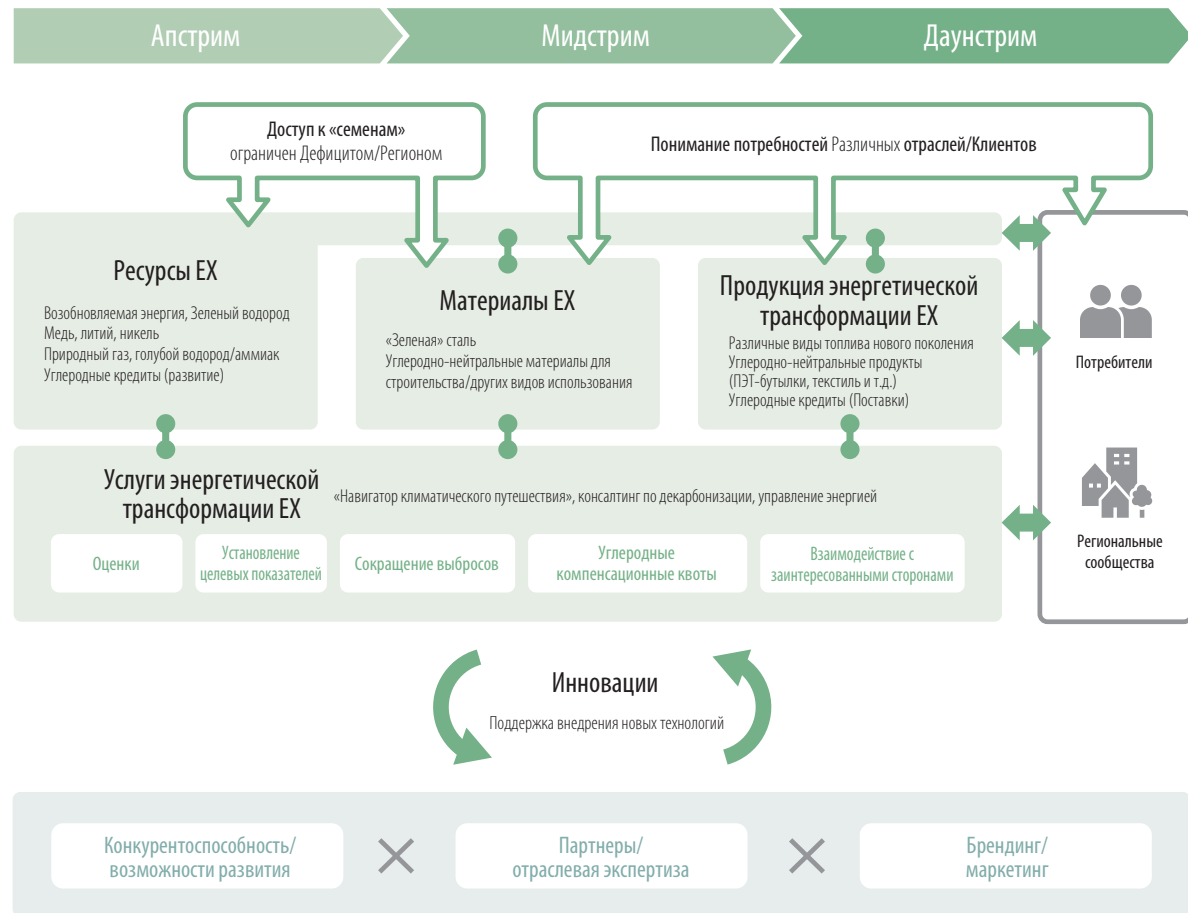 Апстрим
Мидстрим
Даунстрим
Доступ к «семенам»
ограничен Дефицитом/Регионом
Понимание потребностей Различных отраслей/Клиентов
Ресурсы EX
Возобновляемая энергия, Зеленый водород
Медь, литий, никель
Природный газ, голубой водород/аммиак
Углеродные кредиты (развитие)
Материалы EX
«Зеленая» сталь
Углеродно-нейтральные материалы для
строительства/других видов использования
Продукция энергетической
трансформации EX
Различные виды топлива нового поколения
Углеродно-нейтральные продукты
(ПЭТ-бутылки, текстиль и т.д.)
Углеродные кредиты (Поставки)
Потребители
Региональные
сообщества
Услуги энергетической
трансформации EX
«Навигатор климатического путешествия», консалтинг по декарбонизации, управление энергией
Оценки
Установление
целевых показателей
Сокращение выбросов
Углеродные
компенсационные квоты
Взаимодействие с
заинтересованными сторонами
Инновации
Поддержка внедрения новых технологий
Конкурентоспособность/
возможности развития
Партнеры/
отраслевая экспертиза
Брендинг/
маркетинг